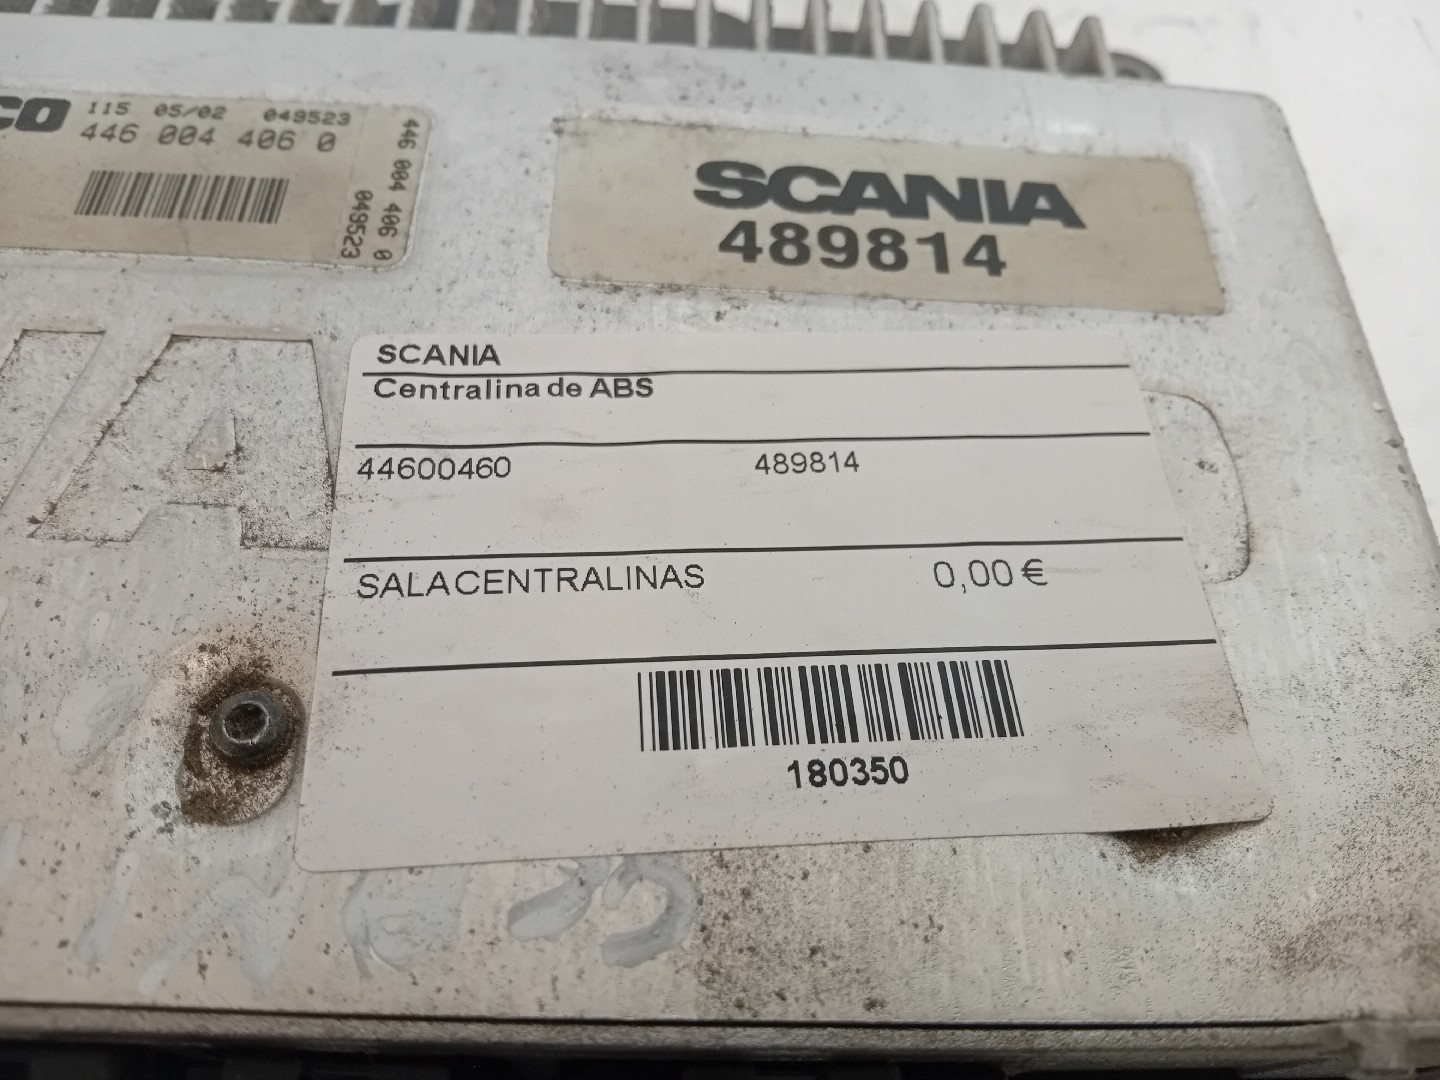 115 05/02 049523
446 004 406 0
446 004 406 0
049523
SCANIA
489814
SCANIA
Centralina de ABS
44600460 489814
SALACENTRALINAS 0,00 €
180350